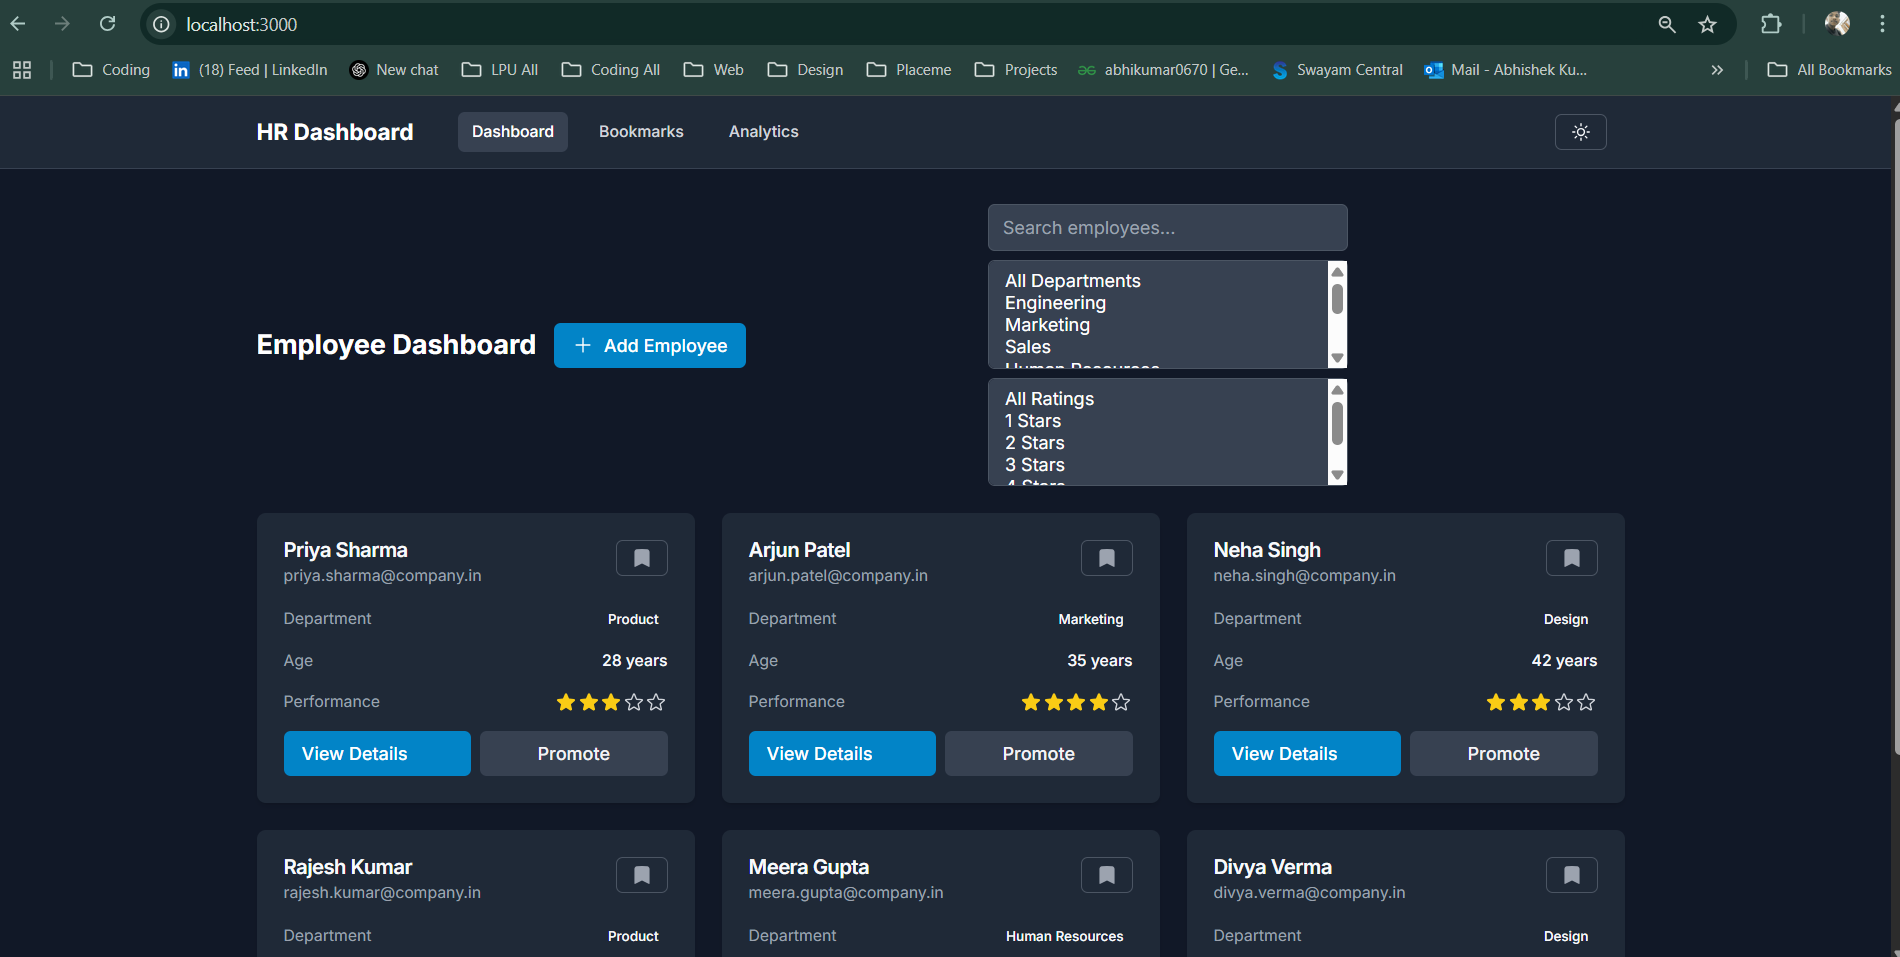 localhost:3000
Coding (18) Feed | LinkedIn New chat LPU All Coding All Web Design Placeme Projects abhikumar0670 | Ge... Swayam Central Mail - Abhishek Ku... All Bookmarks
HR Dashboard Dashboard Bookmarks Analytics
Search employees...
All Departments
Engineering
Marketing
Sales
Human Resources
Employee Dashboard + Add Employee
All Ratings
1 Stars
2 Stars
3 Stars
4 Stars
Priya Sharma
priya.sharma@company.in
Department Product
Age 28 years
Performance
View Details Promote
Arjun Patel
arjun.patel@company.in
Department Marketing
Age 35 years
Performance
View Details Promote
Neha Singh
neha.singh@company.in
Department Design
Age 42 years
Performance
View Details Promote
Rajesh Kumar
rajesh.kumar@company.in
Department Product
Meera Gupta
meera.gupta@company.in
Department Human Resources
Divya Verma
divya.verma@company.in
Department Design